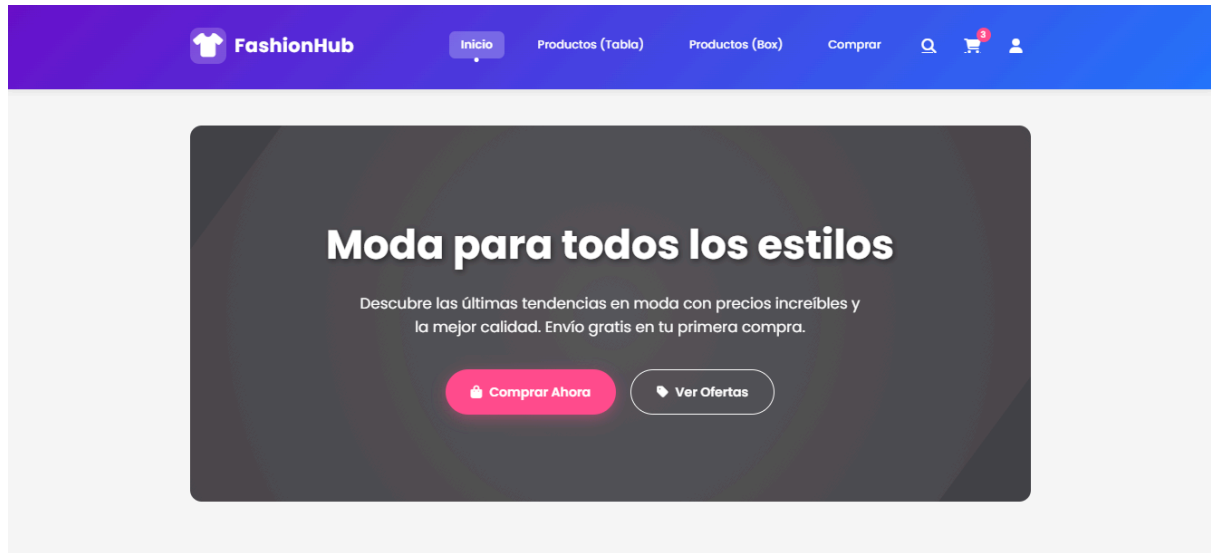 FashionHub
Inicio Productos (Tabla) Productos (Box) Comprar 3
Moda para todos los estilos
Descubre las últimas tendencias en moda con precios increíbles y
la mejor calidad. Envío gratis en tu primera compra.
Comprar Ahora Ver Ofertas